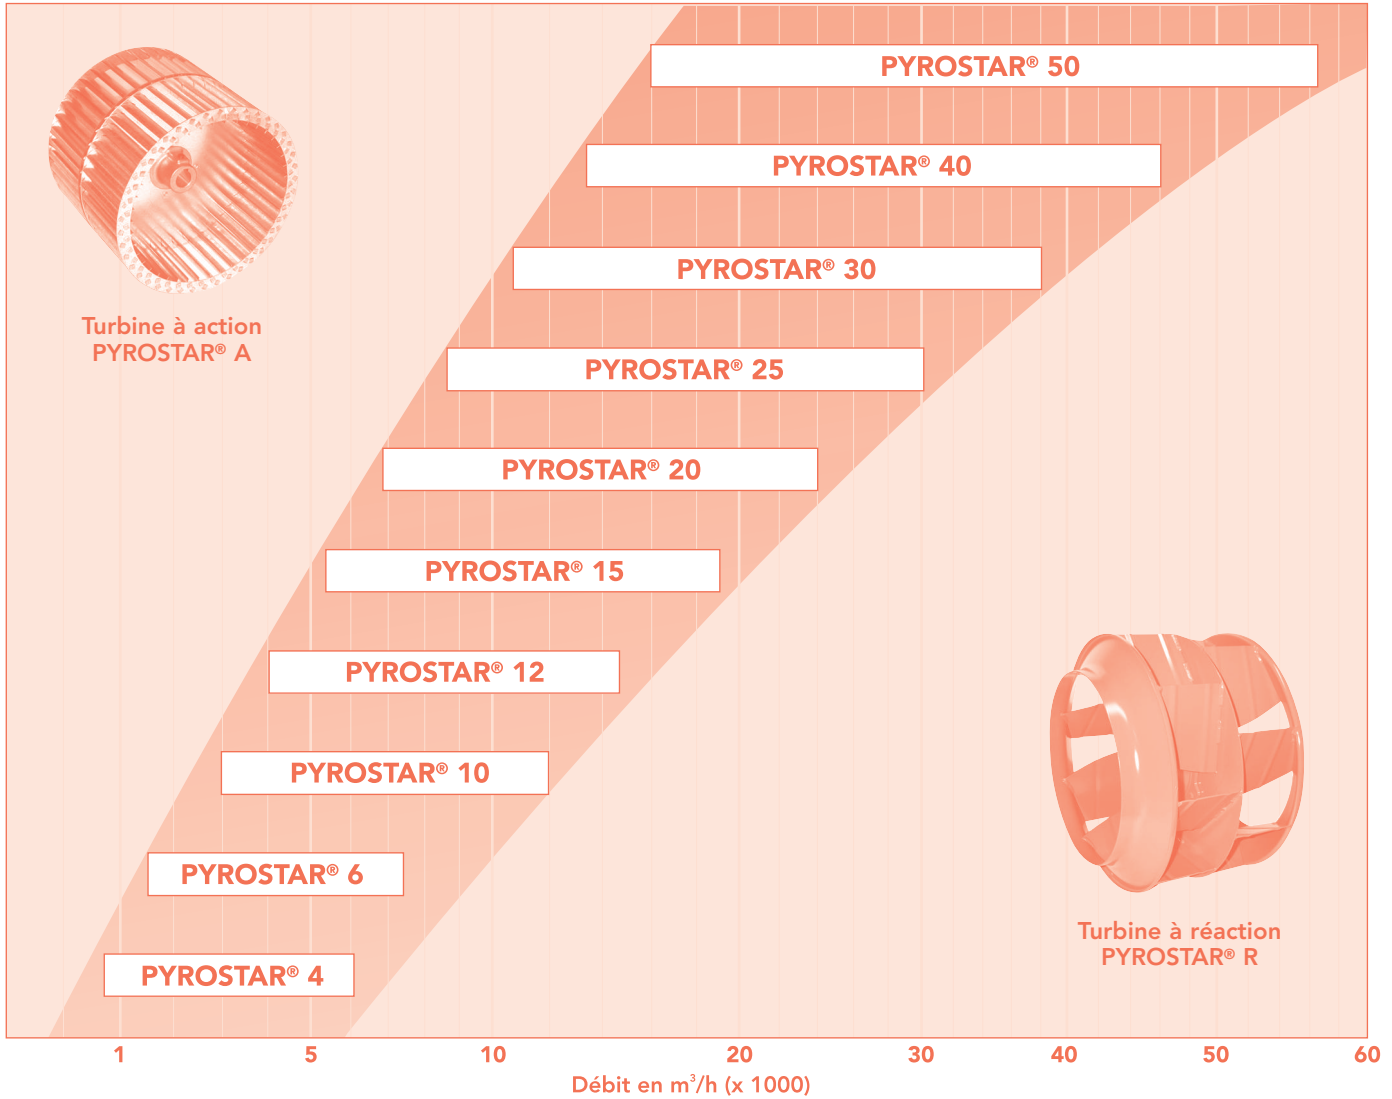 PYROSTAR® 50
PYROSTAR® 40
PYROSTAR® 30
Turbine à action
PYROSTAR® A
PYROSTAR® 25
PYROSTAR® 20
PYROSTAR® 15
PYROSTAR® 12
PYROSTAR® 10
PYROSTAR® 6
Turbine à réaction
PYROSTAR® R
PYROSTAR® 4
1 5 10 20 30 40 50 60
Débit en m³/h (x 1000)